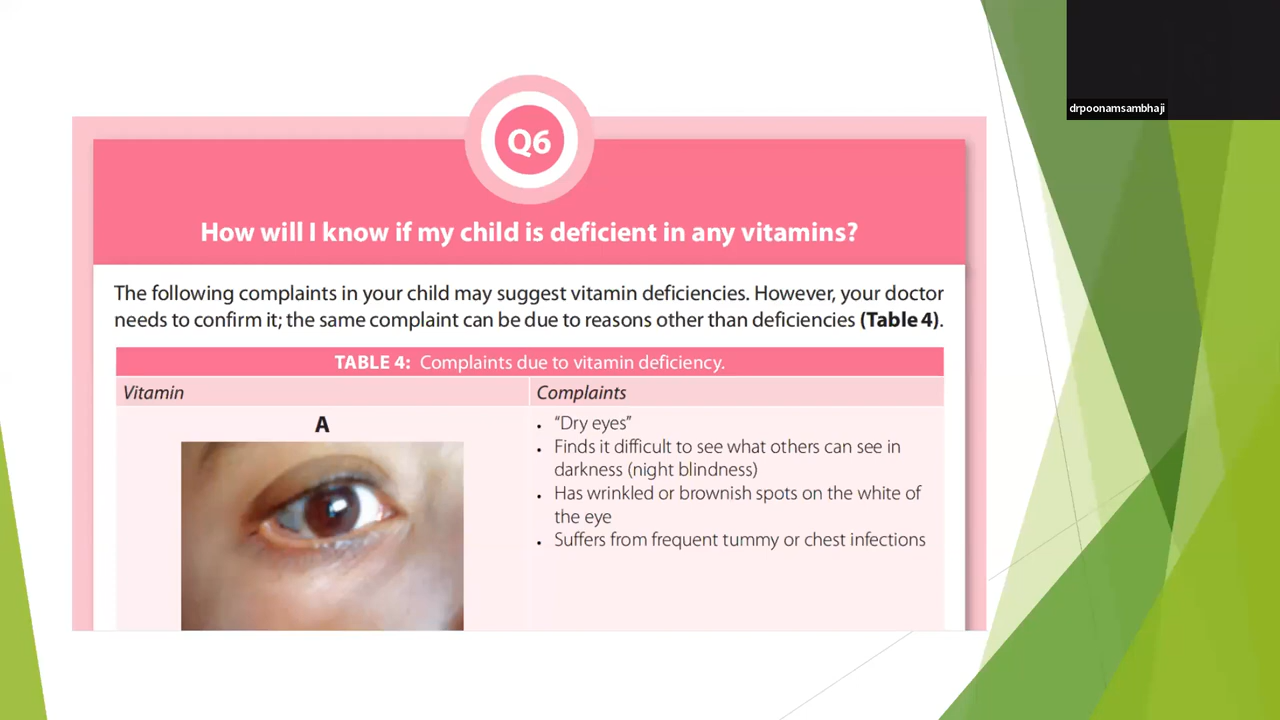 drpoonamsambhaji
Q6
How will I know if my child is deficient in any vitamins?
The following complaints in your child may suggest vitamin deficiencies. However, your doctor
needs to confirm it; the same complaint can be due to reasons other than deficiencies (Table 4).
TABLE 4: Complaints due to vitamin deficiency.
Vitamin
Complaints
A
• "Dry eyes"
• Finds it difficult to see what others can see in
darkness (night blindness)
• Has wrinkled or brownish spots on the white of
the eye
• Suffers from frequent tummy or chest infections